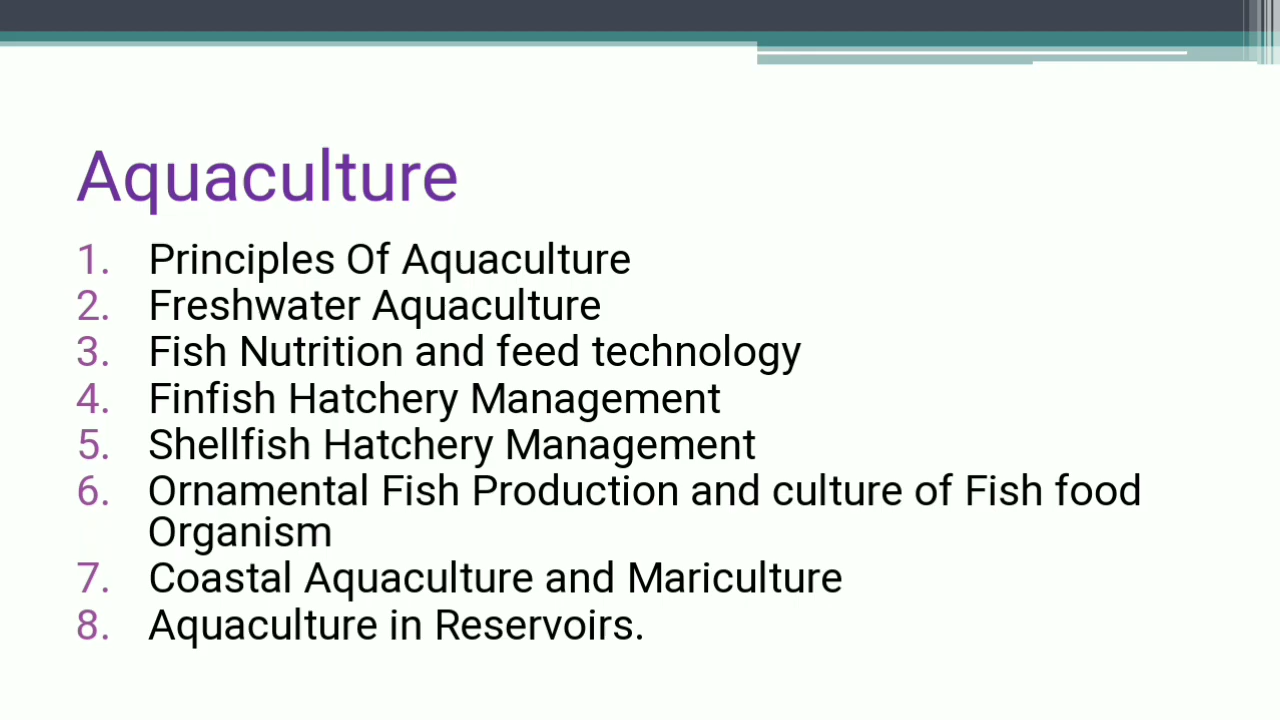 Aquaculture
1. Principles Of Aquaculture
2. Freshwater Aquaculture
3. Fish Nutrition and feed technology
4. Finfish Hatchery Management
5. Shellfish Hatchery Management
6. Ornamental Fish Production and culture of Fish food
Organism
7. Coastal Aquaculture and Mariculture
8. Aquaculture in Reservoirs.